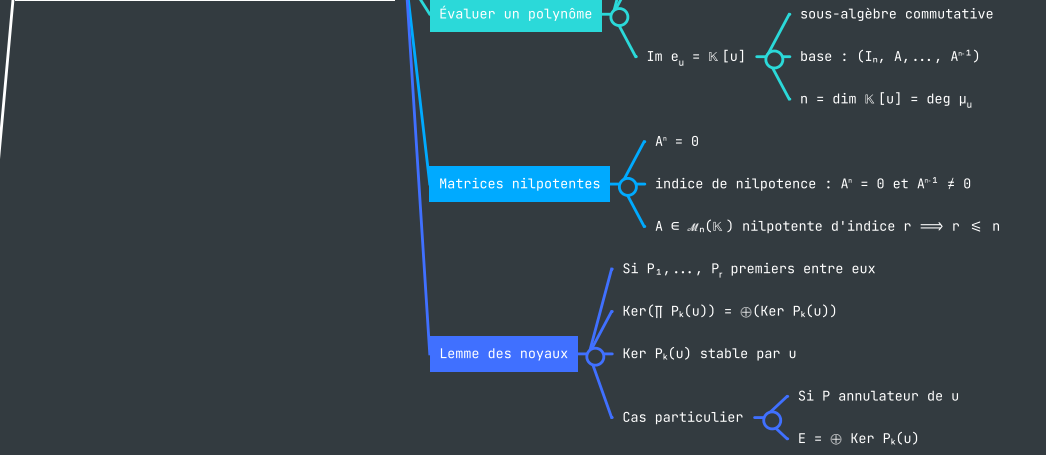 Évaluer un polynôme
sous-algèbre commutative
Im eᵤ = 𝕂[u]
base : (Iₙ, A,..., Aⁿ⁻¹)
n = dim 𝕂[u] = deg μᵤ
Aⁿ = 0
Matrices nilpotentes
indice de nilpotence : Aⁿ = 0 et Aⁿ⁻¹ ≠ 0
A ∈ ℳₙ(𝕂) nilpotente d'indice r ⟹ r ⩽ n
Si P₁,..., Pᵣ premiers entre eux
Ker(∏ Pₖ(u)) = ⊕(Ker Pₖ(u))
Lemme des noyaux
Ker Pₖ(u) stable par u
Si P annulateur de u
Cas particulier
E = ⊕ Ker Pₖ(u)